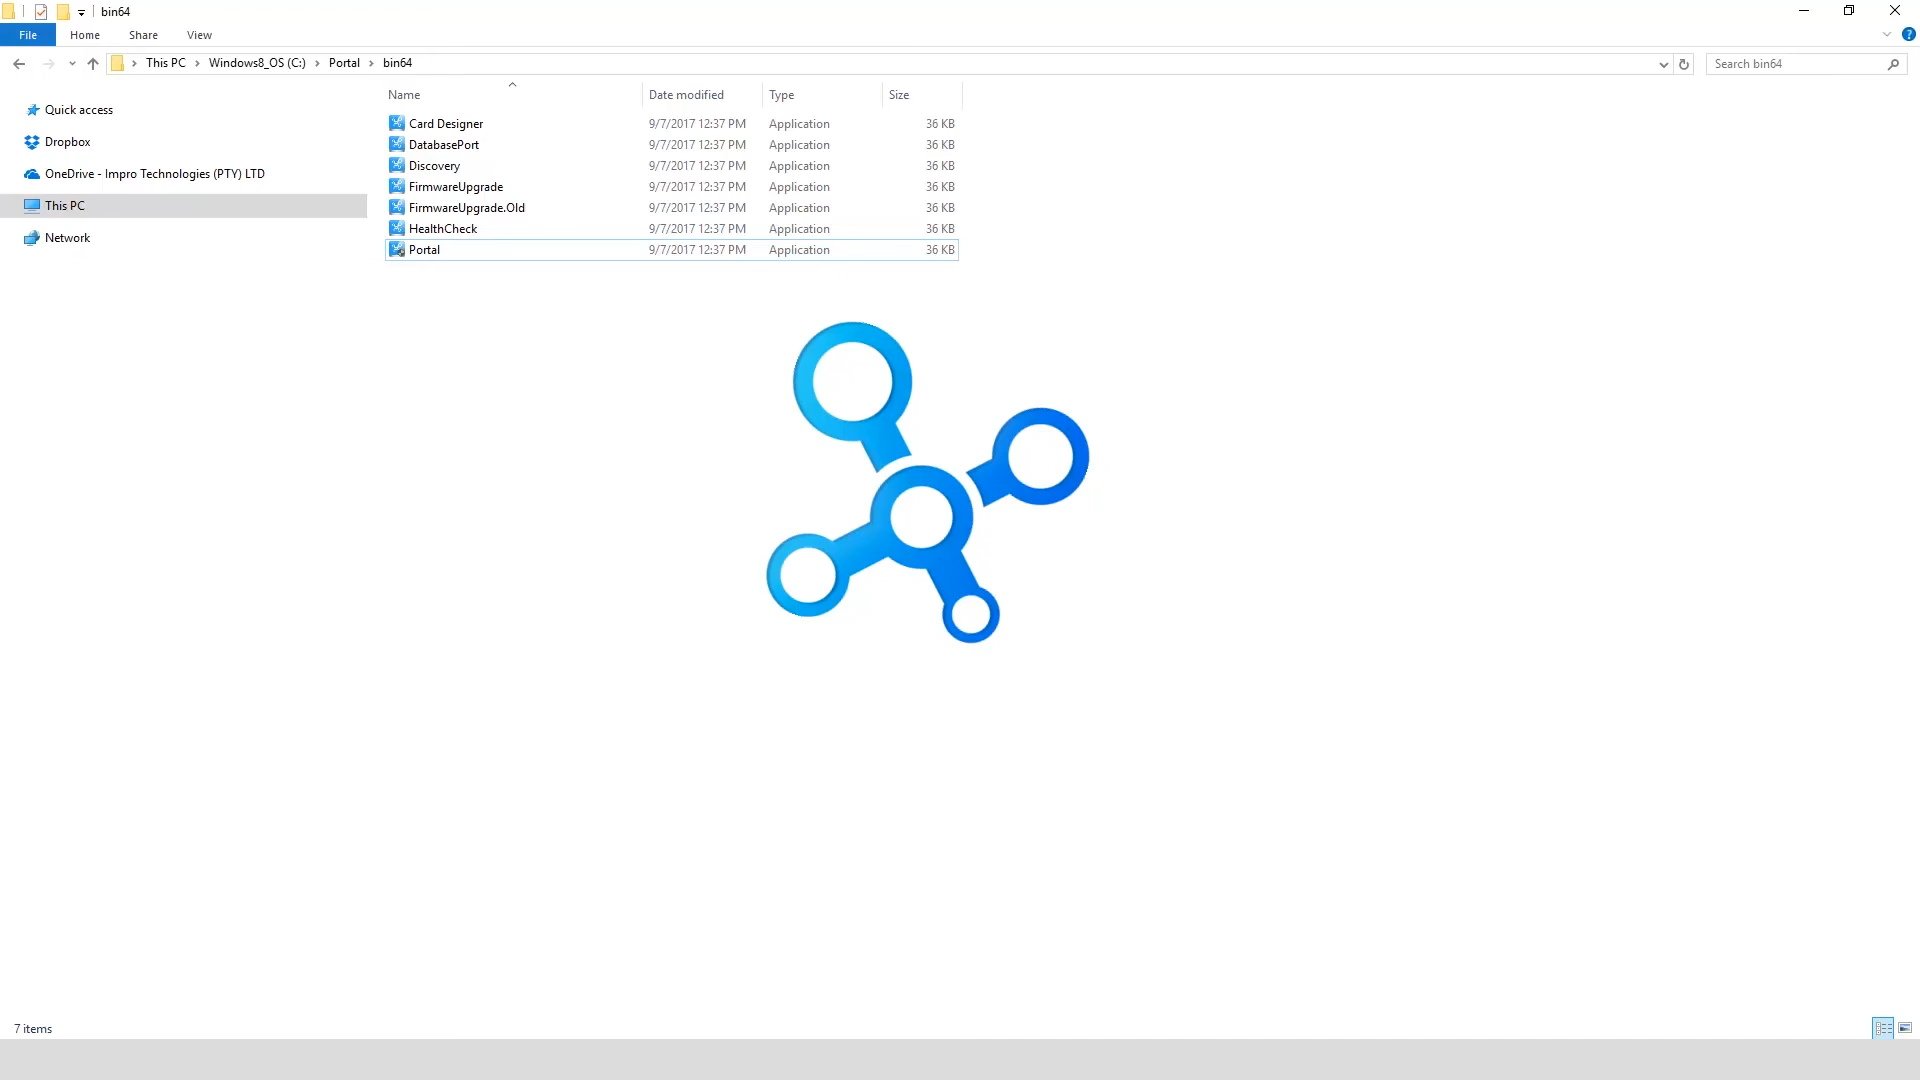 bin64
File Home Share View
This PC Windows8_OS (C:) Portal bin64
Search bin64
Quick access
Dropbox
OneDrive - Impro Technologies (PTY) LTD
This PC
Network
Name Date modified Type Size
Card Designer 9/7/2017 12:37 PM Application 36 KB
DatabasePort 9/7/2017 12:37 PM Application 36 KB
Discovery 9/7/2017 12:37 PM Application 36 KB
FirmwareUpgrade 9/7/2017 12:37 PM Application 36 KB
FirmwareUpgrade.Old 9/7/2017 12:37 PM Application 36 KB
HealthCheck 9/7/2017 12:37 PM Application 36 KB
Portal 9/7/2017 12:37 PM Application 36 KB
7 items